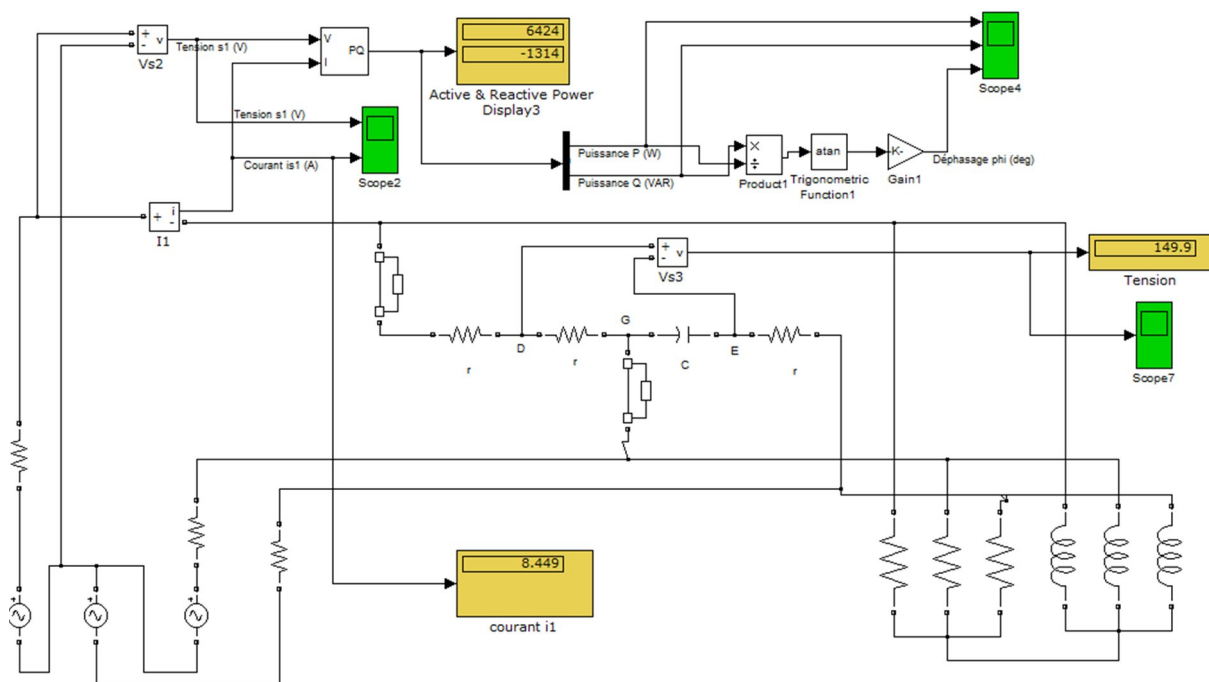 6424
-1314
Active & Reactive Power
Display3
+
-
v
Vs2
Tension s1 (V)
V
I
PQ
Scope4
Tension s1 (V)
Courant is1 (A)
Scope2
Puissance P (W)
Puissance Q (VAR)
×
÷
Product1
atan
Trigonometric
Function1
K-
Gain1
Déphasage phi (deg)
+
i
-
I1
+
-
v
Vs3
149.9
Tension
Scope7
G
D
E
r
r
C
r
8.449
courant i1
+
+
+